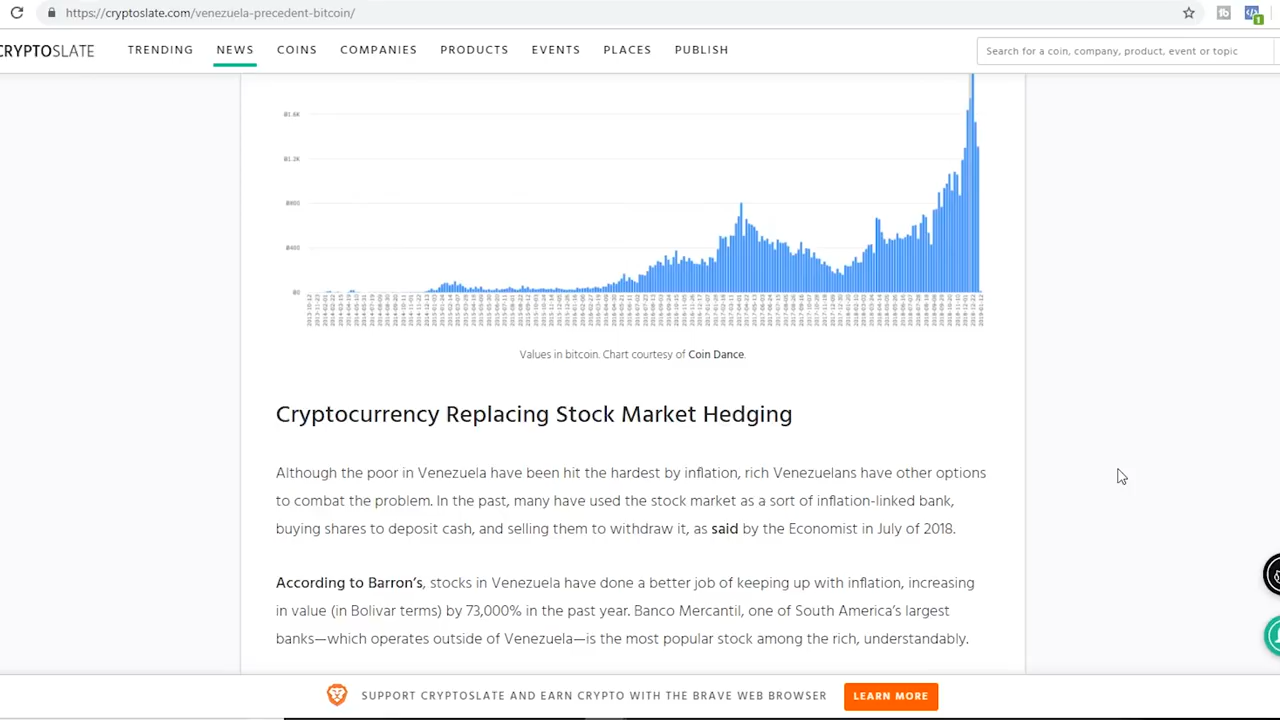 https://cryptoslate.com/venezuela-precedent-bitcoin/
CRYPTOSLATE TRENDING NEWS COINS COMPANIES PRODUCTS EVENTS PLACES PUBLISH Search for a coin, company, product, event or topic
Ƀ1.6K
Ƀ1.2K
Ƀ800
Ƀ400
Ƀ0
Values in bitcoin. Chart courtesy of Coin Dance.
Cryptocurrency Replacing Stock Market Hedging
Although the poor in Venezuela have been hit the hardest by inflation, rich Venezuelans have other options
to combat the problem. In the past, many have used the stock market as a sort of inflation-linked bank,
buying shares to deposit cash, and selling them to withdraw it, as said by the Economist in July of 2018.
According to Barron’s, stocks in Venezuela have done a better job of keeping up with inflation, increasing
in value (in Bolivar terms) by 73,000% in the past year. Banco Mercantil, one of South America’s largest
banks—which operates outside of Venezuela—is the most popular stock among the rich, understandably.
SUPPORT CRYPTOSLATE AND EARN CRYPTO WITH THE BRAVE WEB BROWSER LEARN MORE